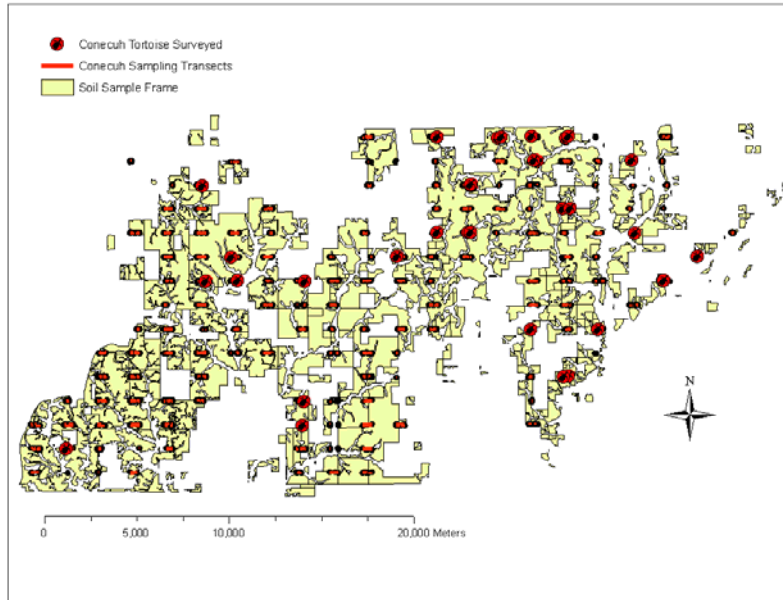 Conecuh Tortoise Surveyed
Conecuh Sampling Transects
Soil Sample Frame
N
0 5,000 10,000 20,000 Meters